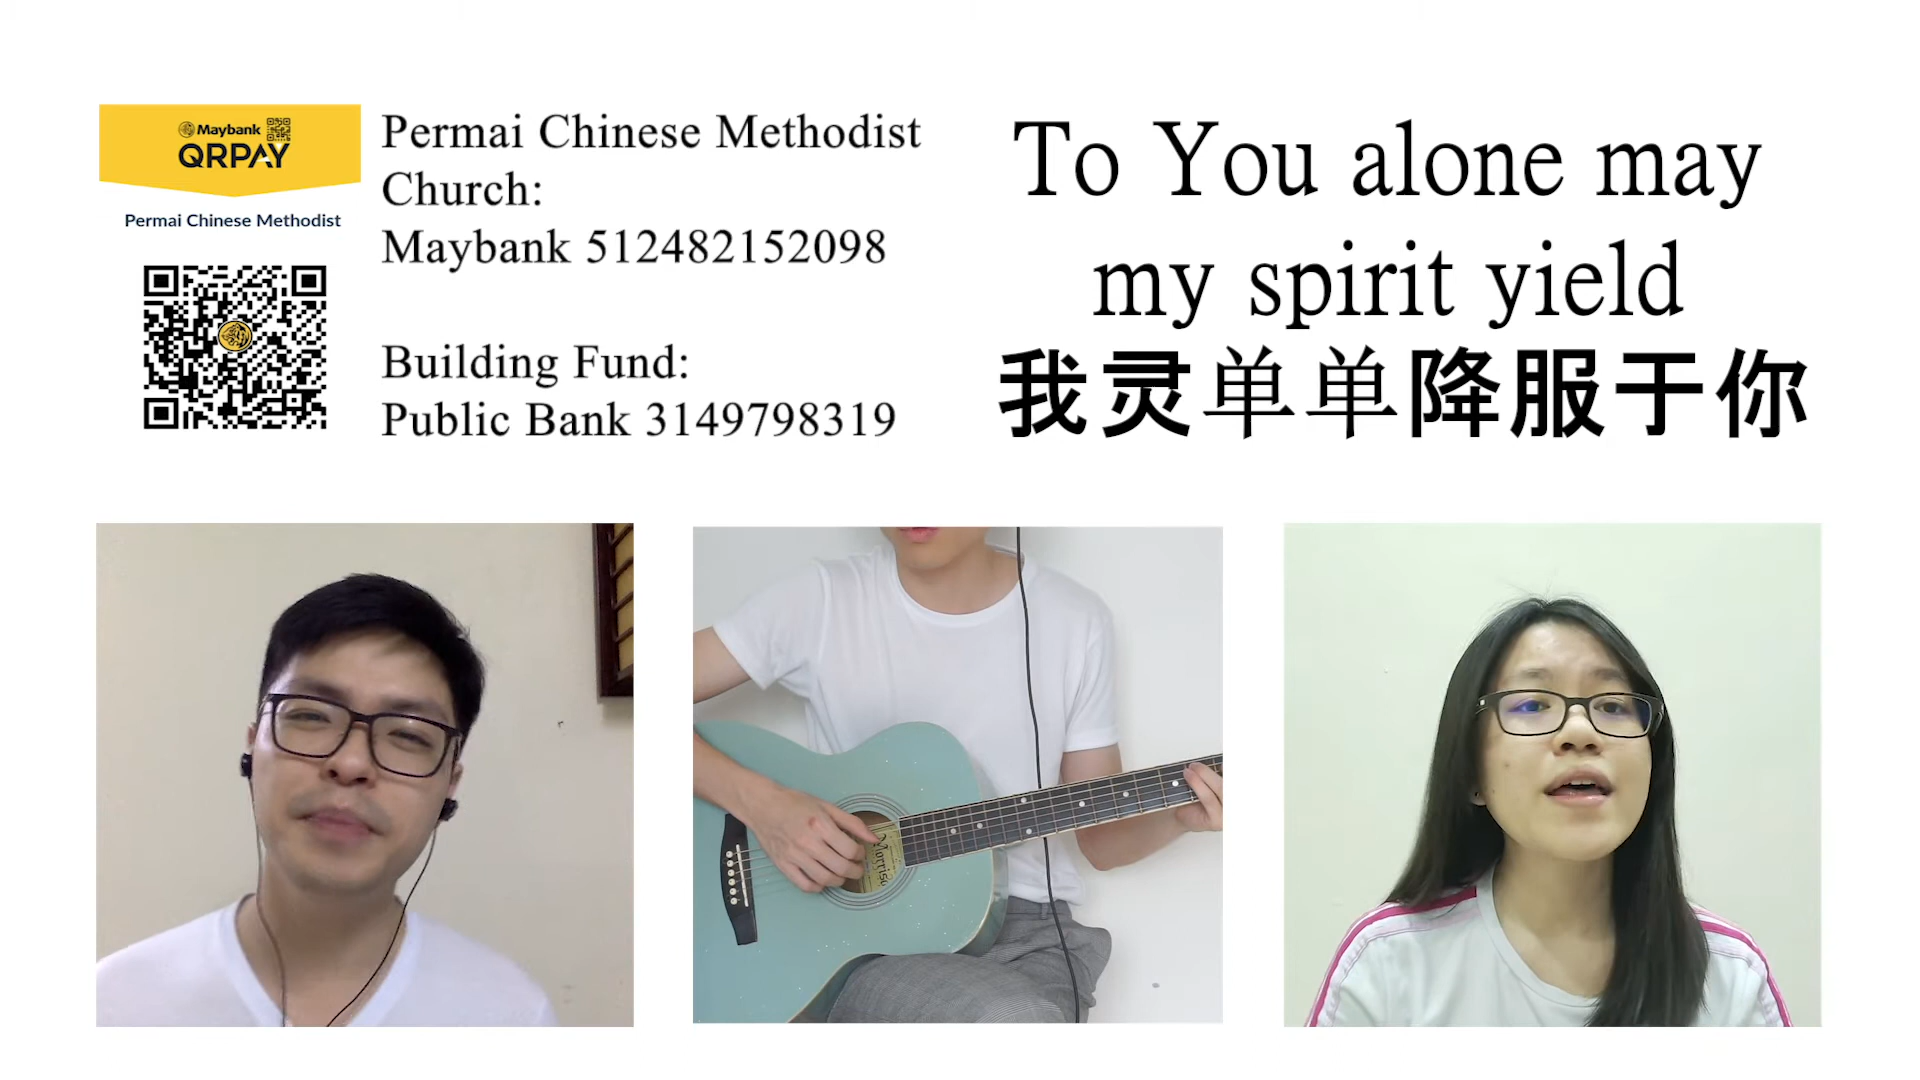 Maybank
QRPAY
Permai Chinese Methodist
Permai Chinese Methodist
Church:
Maybank 512482152098
Building Fund:
Public Bank 3149798319
To You alone may
my spirit yield
我灵单单降服于你